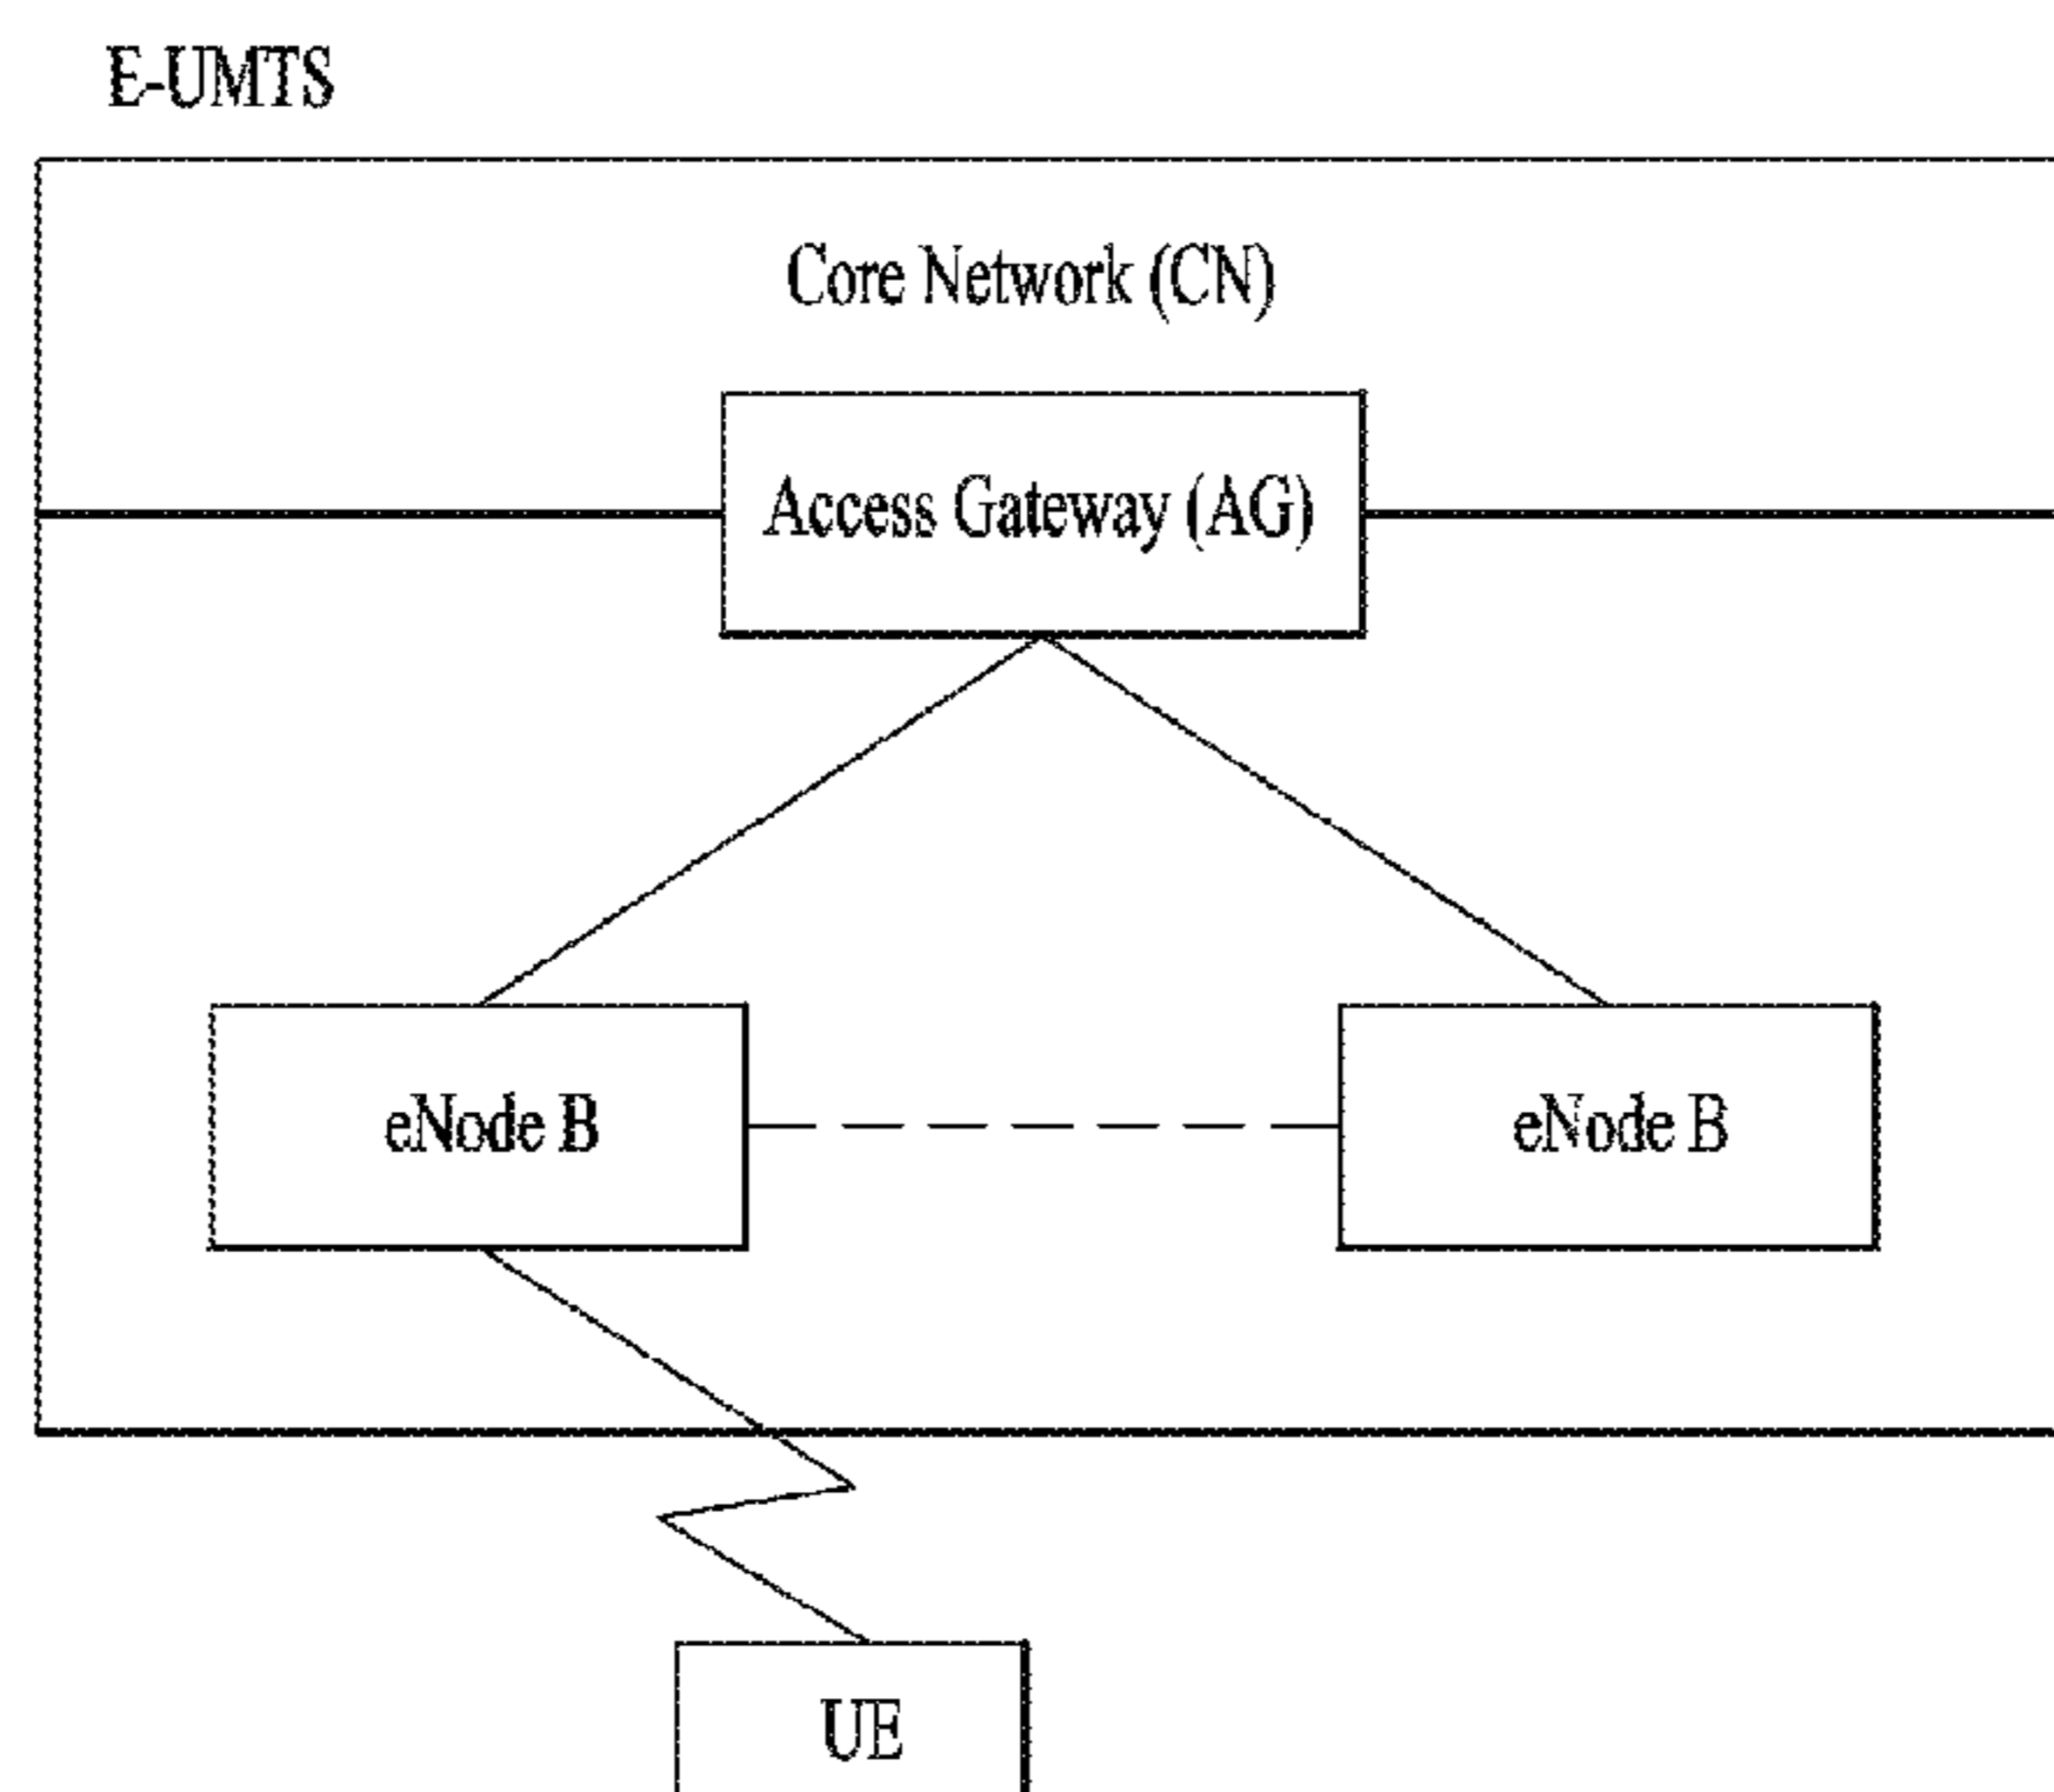 E-UMTS
Core Network (CN)
Access Gateway (AG)
eNode B
eNode B
UE